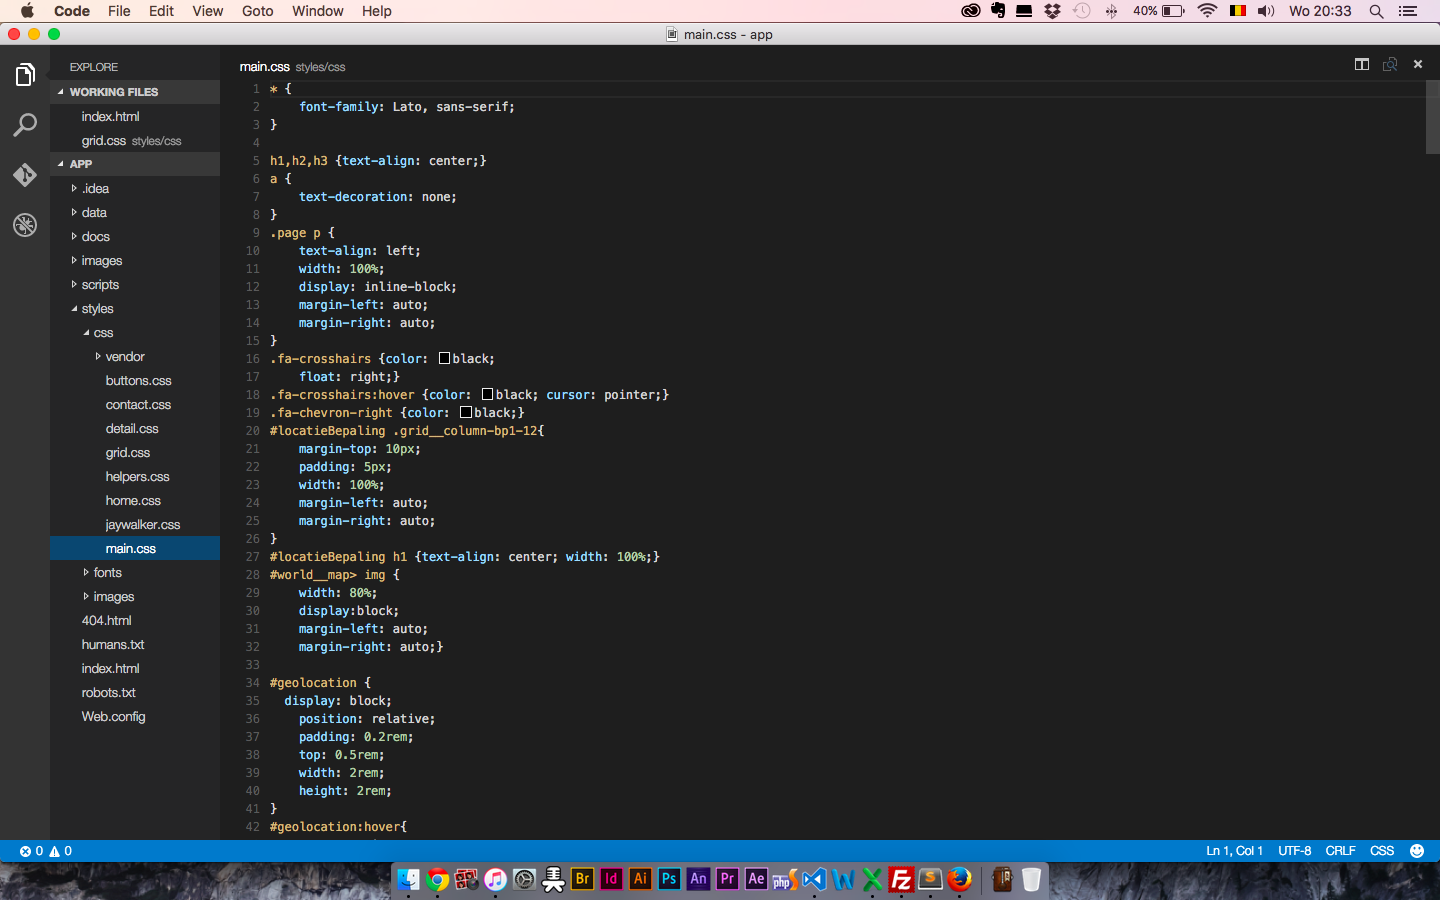 Code File Edit View Goto Window Help 40% Wo 20:33
main.css - app
EXPLORE
WORKING FILES
index.html
grid.css styles/css
APP
.idea
data
docs
images
scripts
styles
css
vendor
buttons.css
contact.css
detail.css
grid.css
helpers.css
home.css
jaywalker.css
main.css
fonts
images
404.html
humans.txt
index.html
robots.txt
Web.config
main.css styles/css
1 * {
2     font-family: Lato, sans-serif;
3 }
4
5 h1,h2,h3 {text-align: center;}
6 a {
7     text-decoration: none;
8 }
9 .page p {
10     text-align: left;
11     width: 100%;
12     display: inline-block;
13     margin-left: auto;
14     margin-right: auto;
15 }
16 .fa-crosshairs {color: black;
17     float: right;}
18 .fa-crosshairs:hover {color: black; cursor: pointer;}
19 .fa-chevron-right {color: black;}
20 #locatieBepaling .grid__column-bp1-12{
21     margin-top: 10px;
22     padding: 5px;
23     width: 100%;
24     margin-left: auto;
25     margin-right: auto;
26 }
27 #locatieBepaling h1 {text-align: center; width: 100%;}
28 #world__map> img {
29     width: 80%;
30     display:block;
31     margin-left: auto;
32     margin-right: auto;}
33
34 #geolocation {
35   display: block;
36     position: relative;
37     padding: 0.2rem;
38     top: 0.5rem;
39     width: 2rem;
40     height: 2rem;
41 }
42 #geolocation:hover{
0 0 Ln 1, Col 1 UTF-8 CRLF CSS
Br Id Ai Ps An Pr Ae php W X Fz S